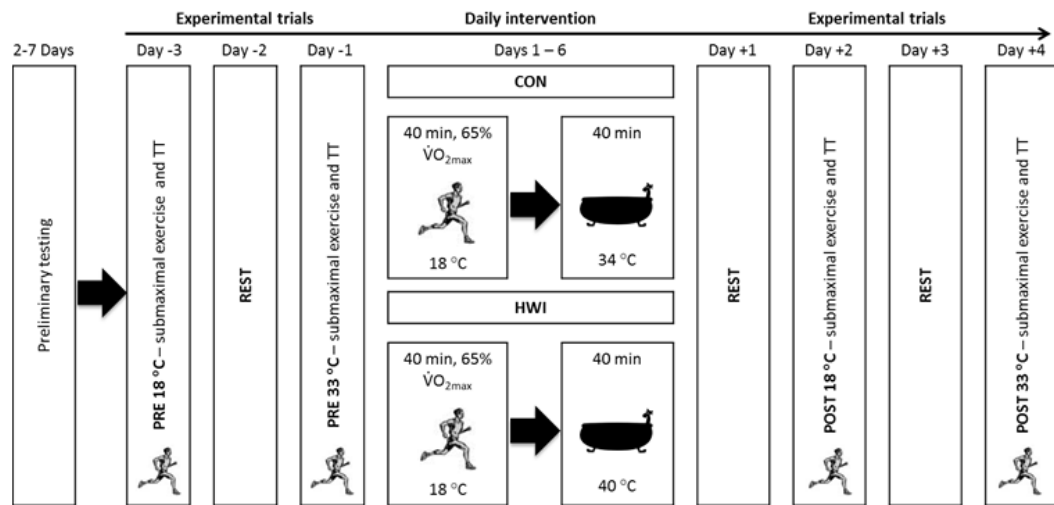 Experimental trials
Daily intervention
Experimental trials
2-7 Days
Day -3
Day -2
Day -1
Days 1 – 6
Day +1
Day +2
Day +3
Day +4
Preliminary testing
PRE 18 °C – submaximal exercise and TT
REST
PRE 33 °C – submaximal exercise and TT
CON
40 min, 65%
V̇O2max
18 °C
40 min
34 °C
HWI
40 min, 65%
V̇O2max
18 °C
40 min
40 °C
REST
POST 18 °C – submaximal exercise and TT
REST
POST 33 °C – submaximal exercise and TT